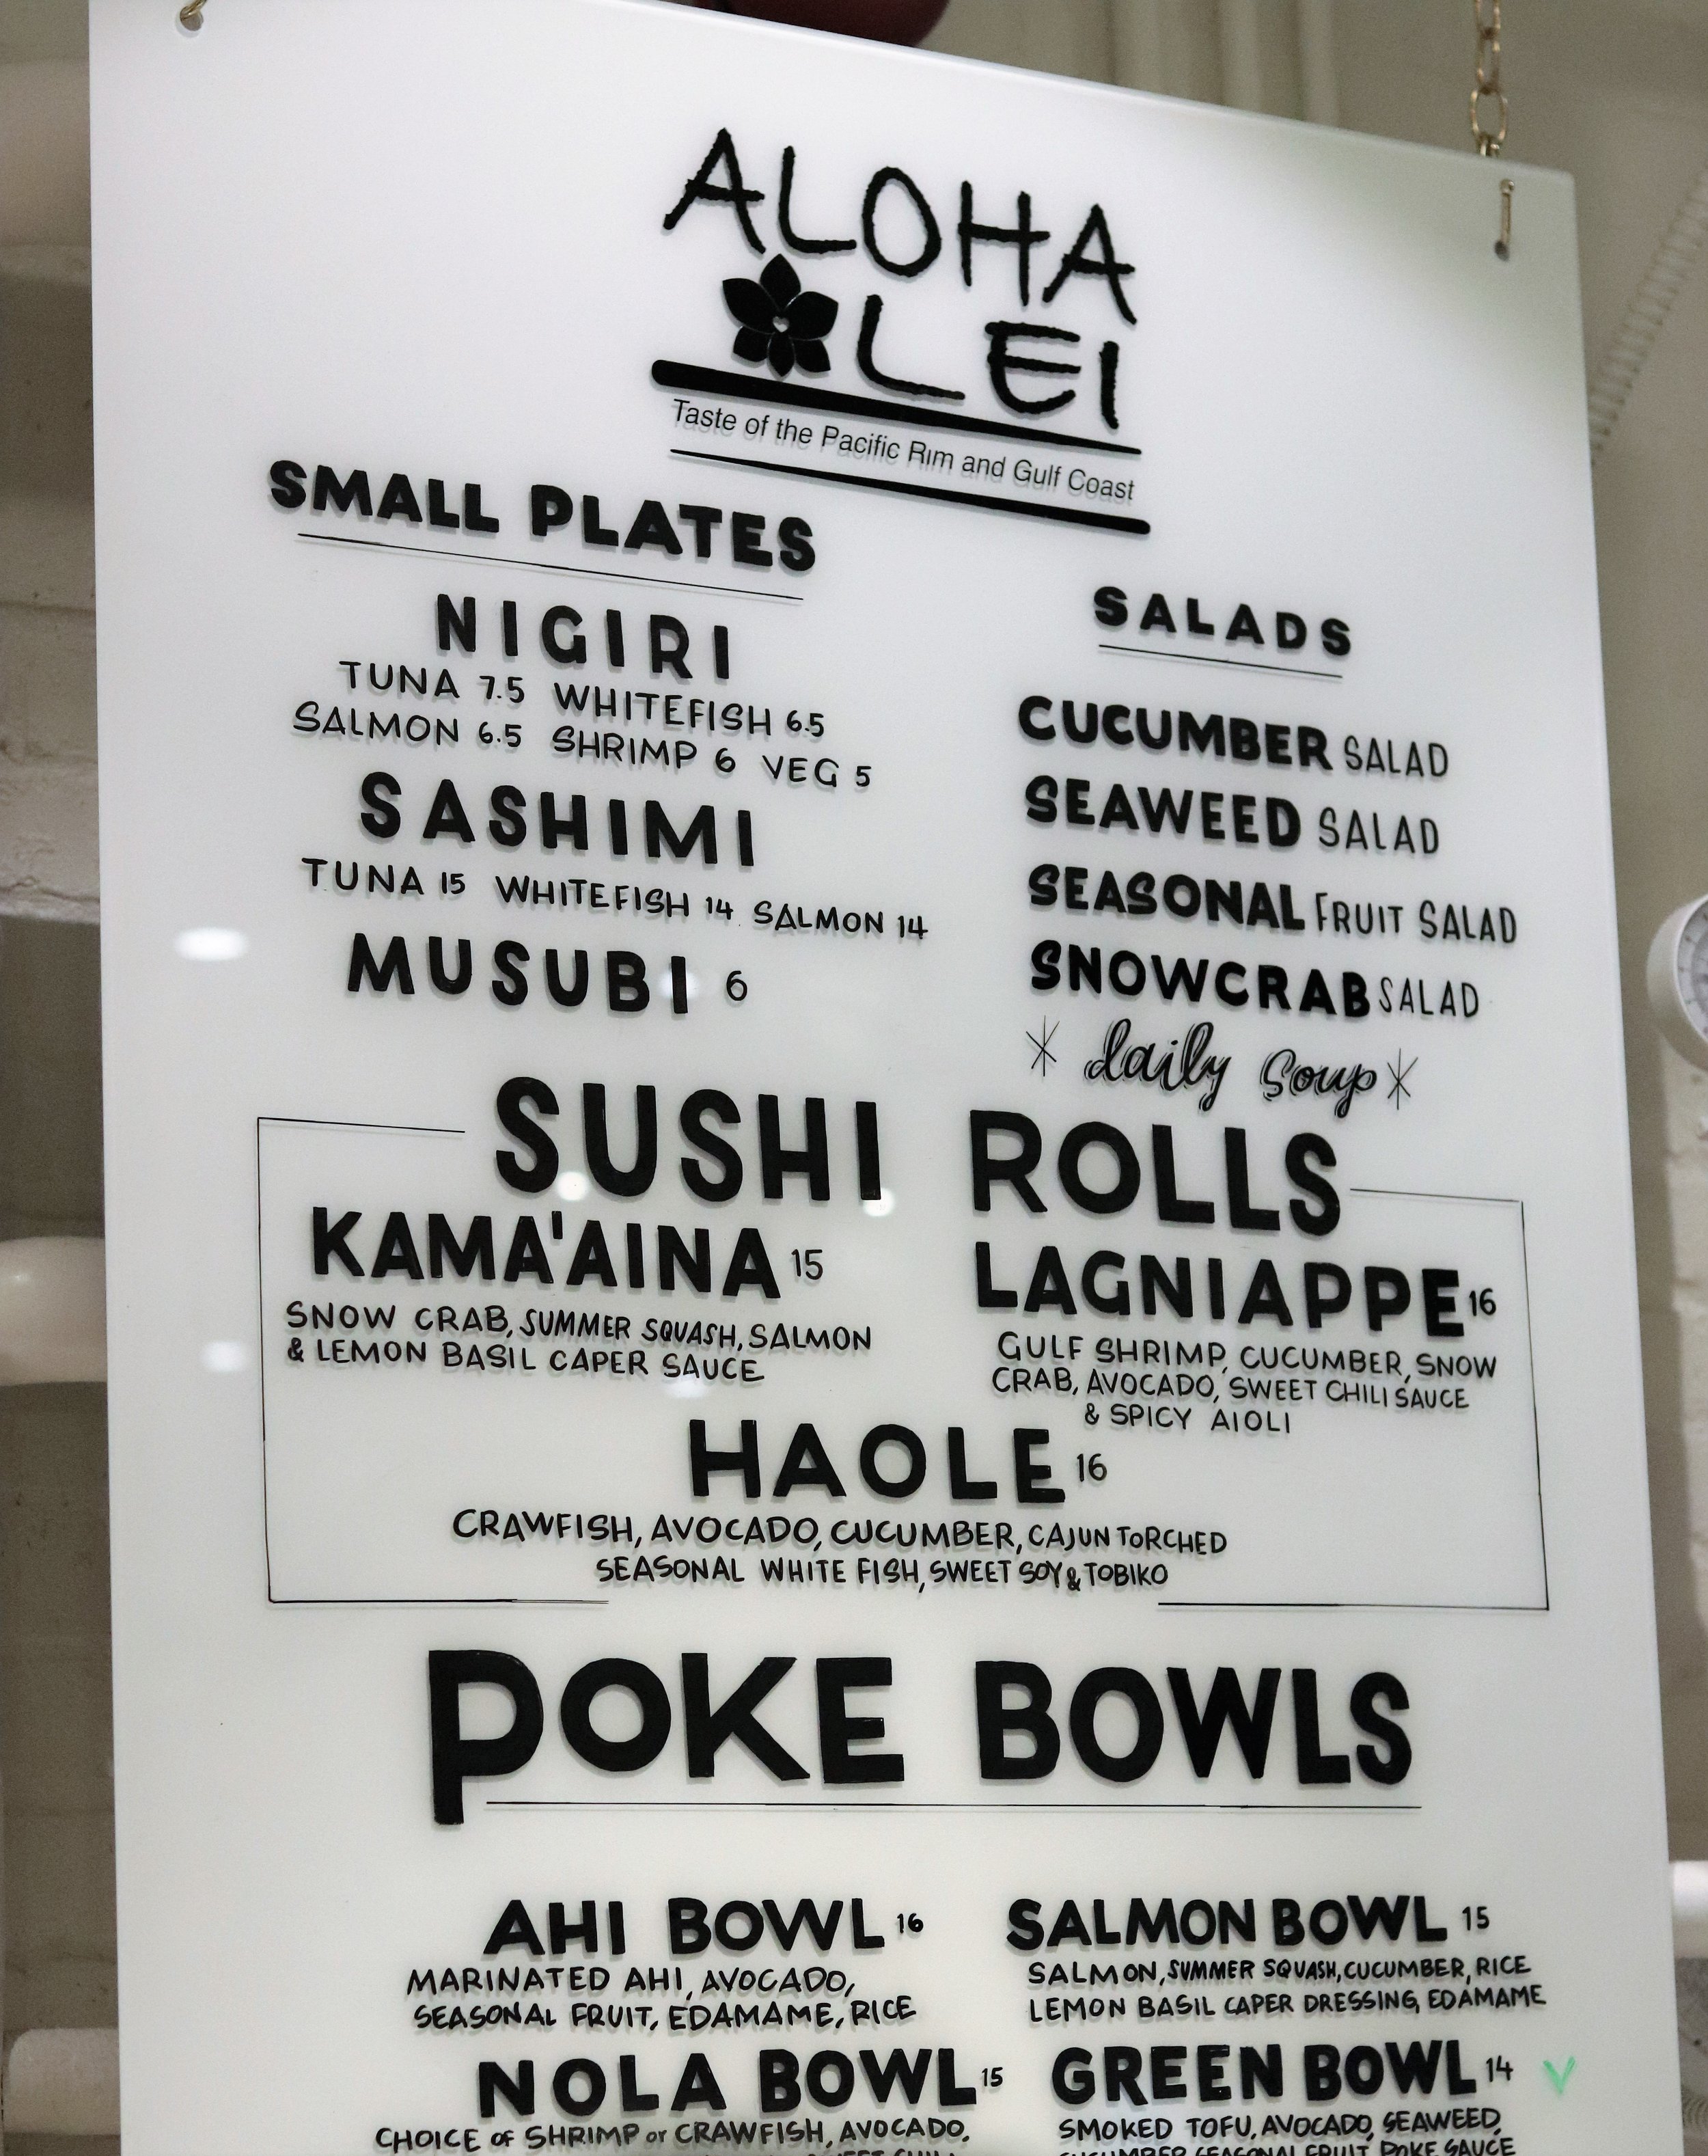 ALOHA
LEI
Taste of the Pacific Rim and Gulf Coast
SMALL PLATES
NIGIRI
TUNA 7.5 WHITEFISH 6.5
SALMON 6.5 SHRIMP 6 VEG 5
SASHIMI
TUNA 15 WHITEFISH 14 SALMON 14
MUSUBI 6
SALADS
CUCUMBER SALAD
SEAWEED SALAD
SEASONAL FRUIT SALAD
SNOWCRAB SALAD
* daily soup *
SUSHI ROLLS
KAMA'AINA 15
SNOW CRAB, SUMMER SQUASH, SALMON
& LEMON BASIL CAPER SAUCE
LAGNIAPPE 16
GULF SHRIMP, CUCUMBER, SNOW
CRAB, AVOCADO, SWEET CHILI SAUCE
& SPICY AIOLI
HAOLE 16
CRAWFISH, AVOCADO, CUCUMBER, CAJUN TORCHED
SEASONAL WHITE FISH, SWEET SOY & TOBIKO
POKE BOWLS
AHI BOWL 16
MARINATED AHI, AVOCADO,
SEASONAL FRUIT, EDAMAME, RICE
SALMON BOWL 15
SALMON, SUMMER SQUASH, CUCUMBER, RICE
LEMON BASIL CAPER DRESSING, EDAMAME
NOLA BOWL 15
CHOICE OF SHRIMP or CRAWFISH, AVOCADO,
GREEN BOWL 14 V
SMOKED TOFU, AVOCADO, SEAWEED,
CUCUMBER SEASONAL FRUIT, POKE SAUCE